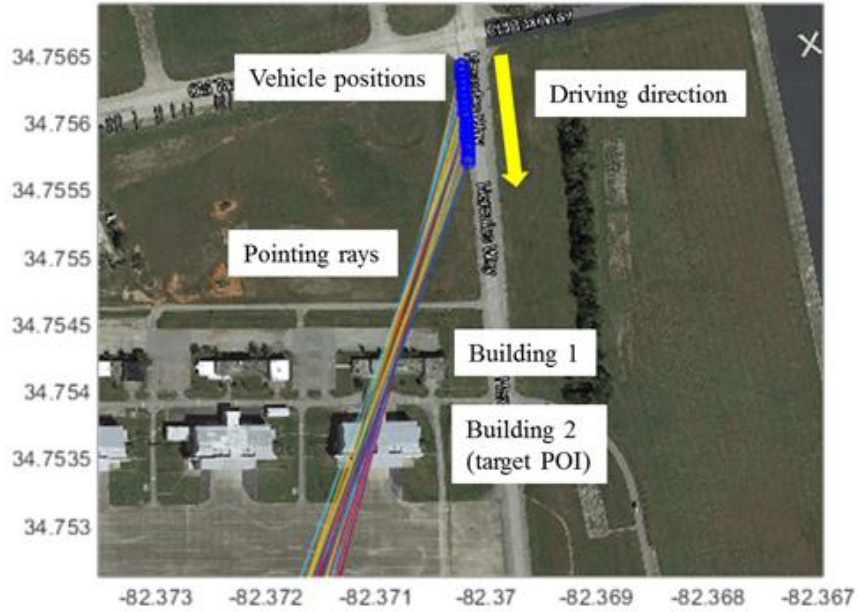 34.7565
34.756
34.7555
34.755
34.7545
34.754
34.7535
34.753
Vehicle positions
Driving direction
Pointing rays
Building 1
Building 2
(target POI)
-82.373
-82.372
-82.371
-82.37
-82.369
-82.368
-82.367